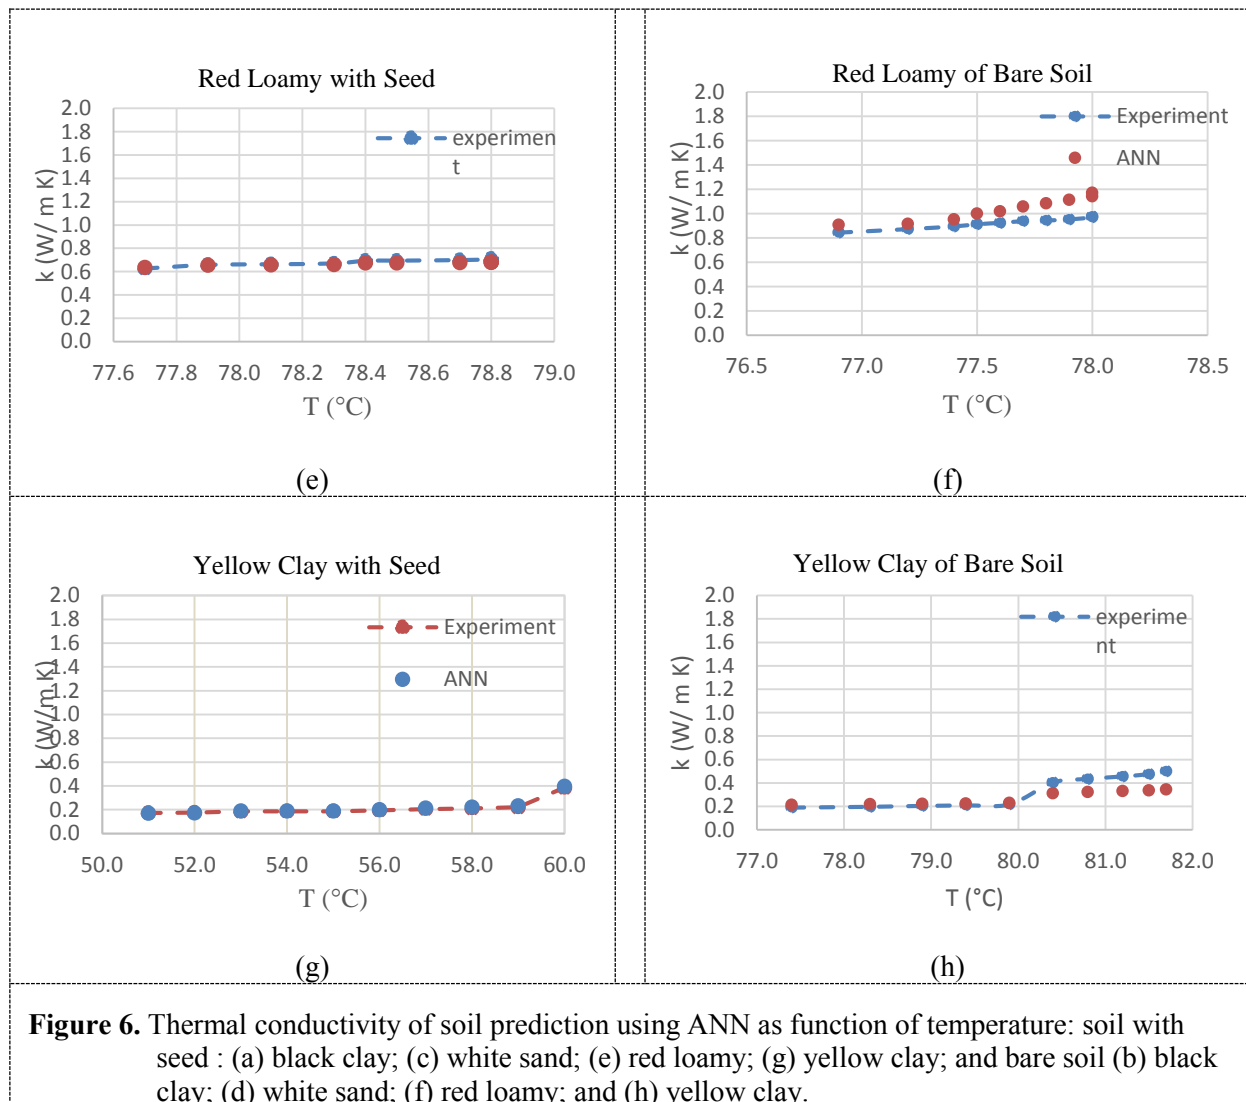 Red Loamy with Seed
2.0
1.8
1.6
1.4
1.2
1.0
0.8
0.6
0.4
0.2
0.0
k (W/ m K)
experimen
t
77.6 77.8 78.0 78.2 78.4 78.6 78.8 79.0
T (°C)
(e)
Red Loamy of Bare Soil
2.0
1.8
1.6
1.4
1.2
1.0
0.8
0.6
0.4
0.2
0.0
k (W/ m K)
Experiment
ANN
76.5 77.0 77.5 78.0 78.5
T (°C)
(f)
Yellow Clay with Seed
2.0
1.8
1.6
1.4
1.2
1.0
0.8
0.6
0.4
0.2
0.0
k (W/ m K)
Experiment
ANN
50.0 52.0 54.0 56.0 58.0 60.0
T (°C)
(g)
Yellow Clay of Bare Soil
2.0
1.8
1.6
1.4
1.2
1.0
0.8
0.6
0.4
0.2
0.0
k (W/ m K)
experime
nt
77.0 78.0 79.0 80.0 81.0 82.0
T (°C)
(h)
Figure 6. Thermal conductivity of soil prediction using ANN as function of temperature: soil with
seed : (a) black clay; (c) white sand; (e) red loamy; (g) yellow clay; and bare soil (b) black
clay; (d) white sand; (f) red loamy; and (h) yellow clay.